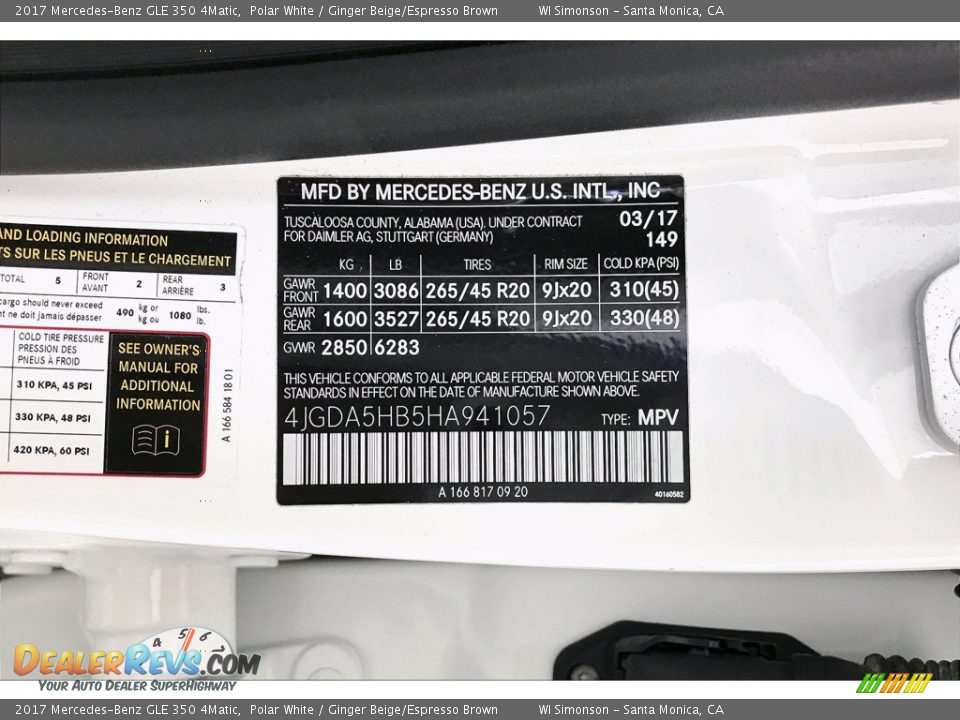 2017 Mercedes-Benz GLE 350 4Matic, Polar White / Ginger Beige/Espresso Brown WI Simonson - Santa Monica, CA
MFD BY MERCEDES-BENZ U.S. INTL., INC
TUSCALOOSA COUNTY, ALABAMA (USA). UNDER CONTRACT
FOR DAIMLER AG, STUTTGART (GERMANY)
03/17
149
KG LB TIRES RIM SIZE COLD KPA (PSI)
GAWR FRONT 1400 3086 265/45 R20 9Jx20 310(45)
GAWR REAR 1600 3527 265/45 R20 9Jx20 330(48)
GVWR 2850 6283
THIS VEHICLE CONFORMS TO ALL APPLICABLE FEDERAL MOTOR VEHICLE SAFETY
STANDARDS IN EFFECT ON THE DATE OF MANUFACTURE SHOWN ABOVE.
4JGDA5HB5HA941057 TYPE: MPV
A 166 817 09 20
40160582
AND LOADING INFORMATION
SUR LES PNEUS ET LE CHARGEMENT
TOTAL 5 FRONT AVANT 2 REAR ARRIÈRE 3
cargo should never exceed
ne doit jamais dépasser
490 kg or kg ou 1080 lbs. lb.
COLD TIRE PRESSURE
PRESSION DES
PNEUS À FROID
310 KPA, 45 PSI
330 KPA, 48 PSI
420 KPA, 60 PSI
SEE OWNER'S
MANUAL FOR
ADDITIONAL
INFORMATION
A 166 584 18 01
4 5 6
DealerRevs.com
Your Auto Dealer SuperHighway
2017 Mercedes-Benz GLE 350 4Matic, Polar White / Ginger Beige/Espresso Brown WI Simonson - Santa Monica, CA